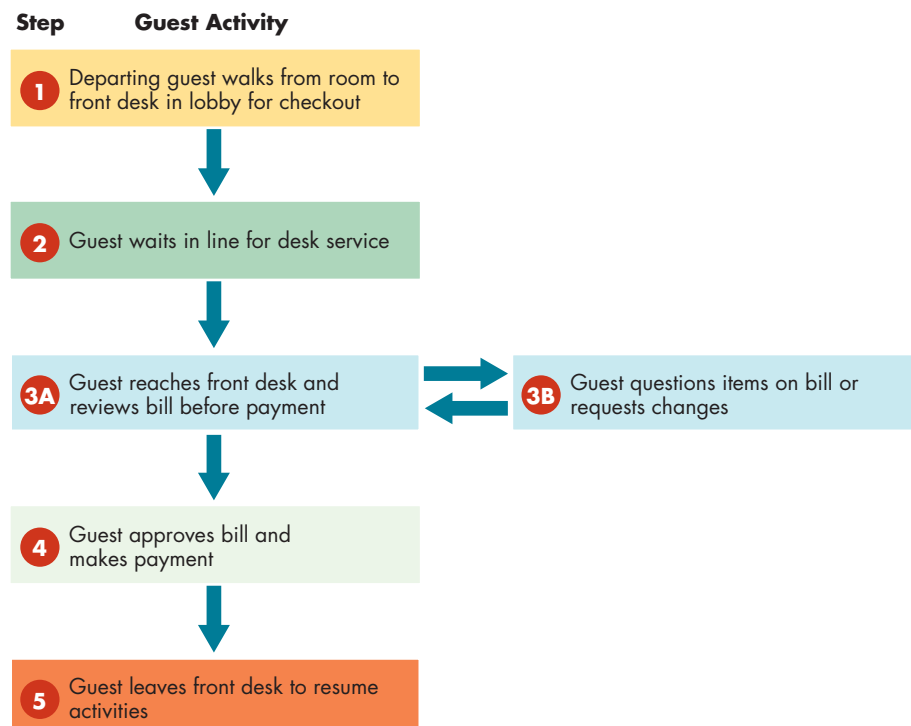 Step Guest Activity
1 Departing guest walks from room to
front desk in lobby for checkout
2 Guest waits in line for desk service
3A Guest reaches front desk and
reviews bill before payment
3B Guest questions items on bill or
requests changes
4 Guest approves bill and
makes payment
5 Guest leaves front desk to resume
activities